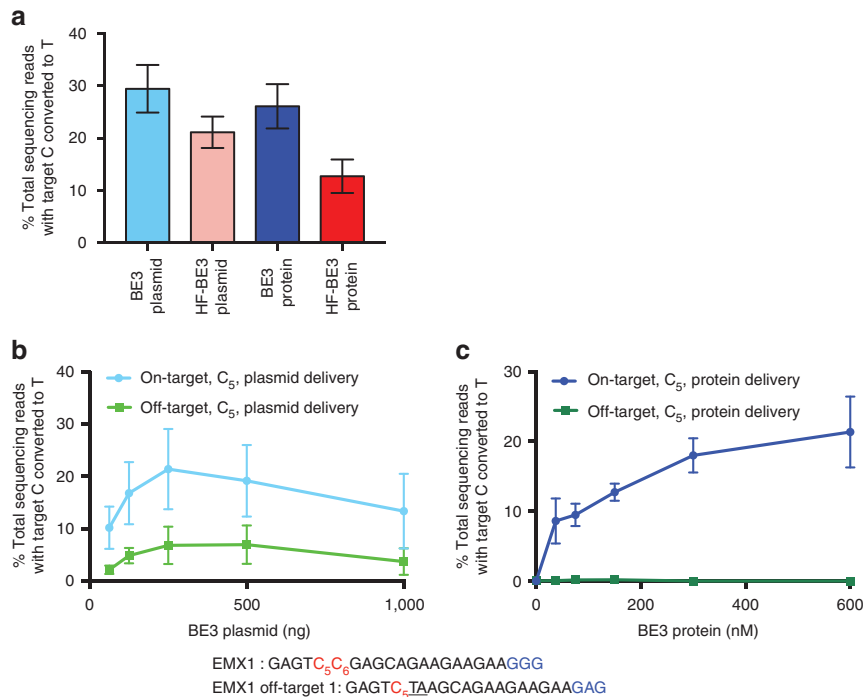 a
% Total sequencing reads
with target C converted to T
40
30
20
10
0
BE3
plasmid
HF-BE3
plasmid
BE3
protein
HF-BE3
protein
b
% Total sequencing reads
with target C converted to T
40
30
20
10
0
On-target, C₅, plasmid delivery
Off-target, C₅, plasmid delivery
0
500
1,000
BE3 plasmid (ng)
c
% Total sequencing reads
with target C converted to T
30
20
10
0
On-target, C₅, protein delivery
Off-target, C₅, protein delivery
0
200
400
600
BE3 protein (nM)
EMX1 : GAGTC₅C₆GAGCAGAAGAAGAAGGG
EMX1 off-target 1: GAGTC₅TAAGCAGAAGAAGAAGAG